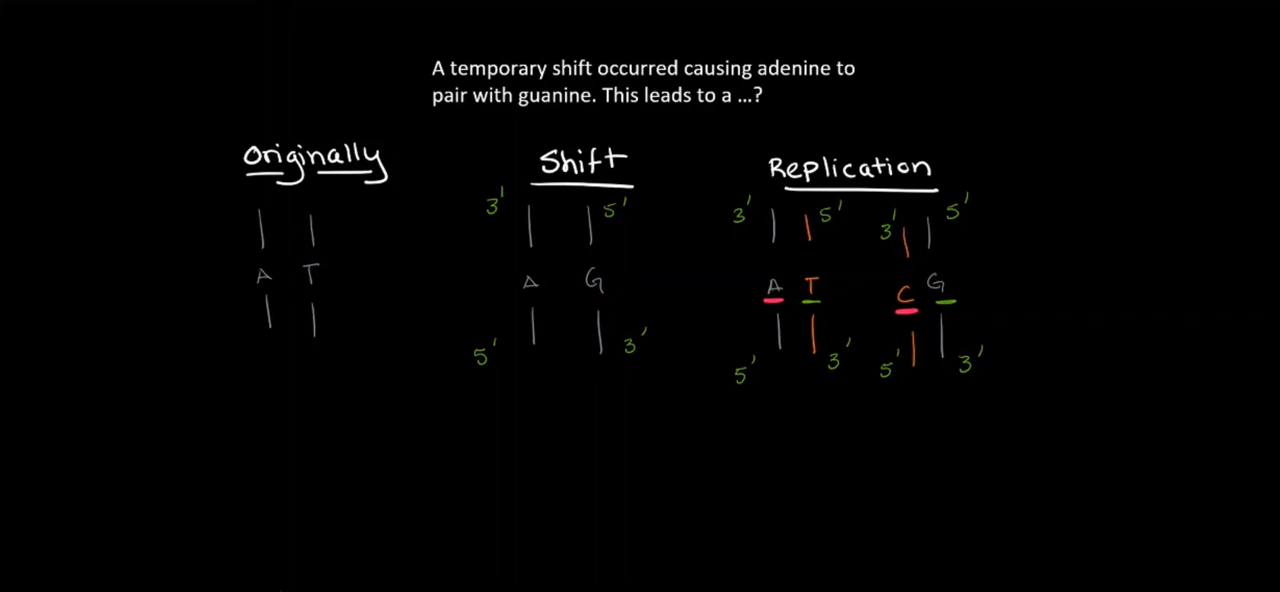 A temporary shift occurred causing adenine to
pair with guanine. This leads to a ...?
Originally
Shift
Replication
3' 5' 3' 5' 3' 5'
A T A G A T C G
5' 3' 5' 3' 5' 3'